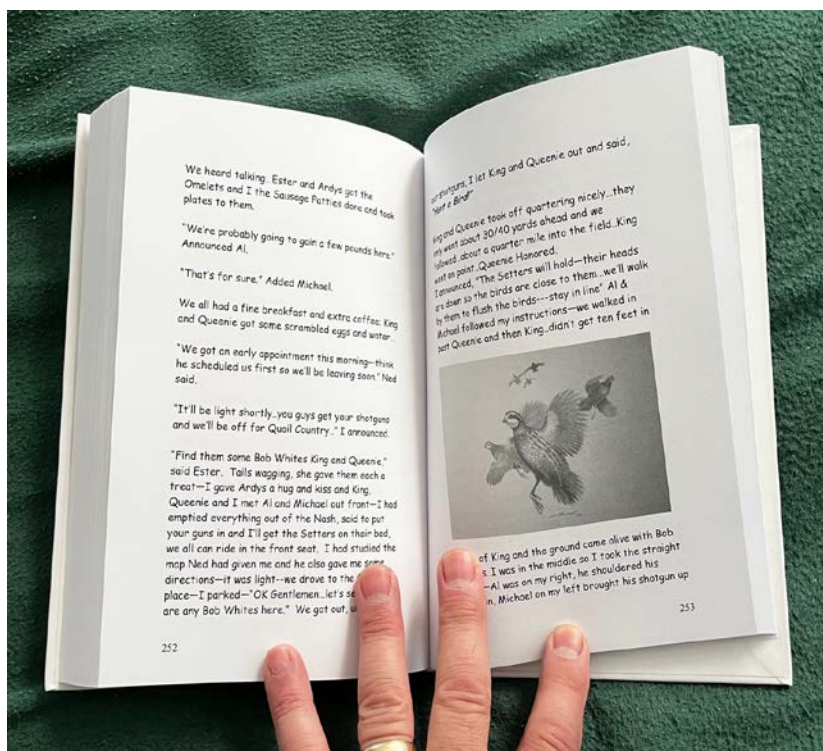 We heard talking.. Ester and Ardys got the
Omelets and I the Sausage Patties done and took
plates to them.
"We're probably going to gain a few pounds here."
Announced Al.
"That's for sure." Added Michael.
We all had a fine breakfast and extra coffee; King
and Queenie got some scrambled eggs and water..
"We got an early appointment this morning—think
he scheduled us first so we'll be leaving soon." Ned
said.
"It'll be light shortly..you guys get your shotguns
and we'll be off for Quail Country.." I announced.
"Find them some Bob Whites King and Queenie,"
said Ester. Tails wagging, she gave them each a
treat—I gave Ardys a hug and kiss and King,
Queenie and I met Al and Michael out front—I had
emptied everything out of the Nash, said to put
your guns in and I'll get the Setters on their bed,
we all can ride in the front seat. I had studied the
map Ned had given me and he also gave me some
directions—it was light--we drove to the
place—I parked—"OK Gentlemen..let's
are any Bob Whites here." We got out,
252
our shotguns, I let King and Queenie out and said,
"Hunt e Bird!"
King and Queenie took off quartering nicely...they
only went about 30/40 yards ahead and we
followed..about a quarter mile into the field..King
went on point..Queenie Honored.
I announced, "The Setters will hold—their heads
are down so the birds are close to them...we'll walk
by them to flush the birds---stay in line" Al &
Michael followed my instructions—we walked in
past Queenie and then King..didn't get ten feet in
of King and the ground came alive with Bob
I was in the middle so I took the straight
—Al was on my right, he shouldered his
Michael on my left brought his shotgun up
253